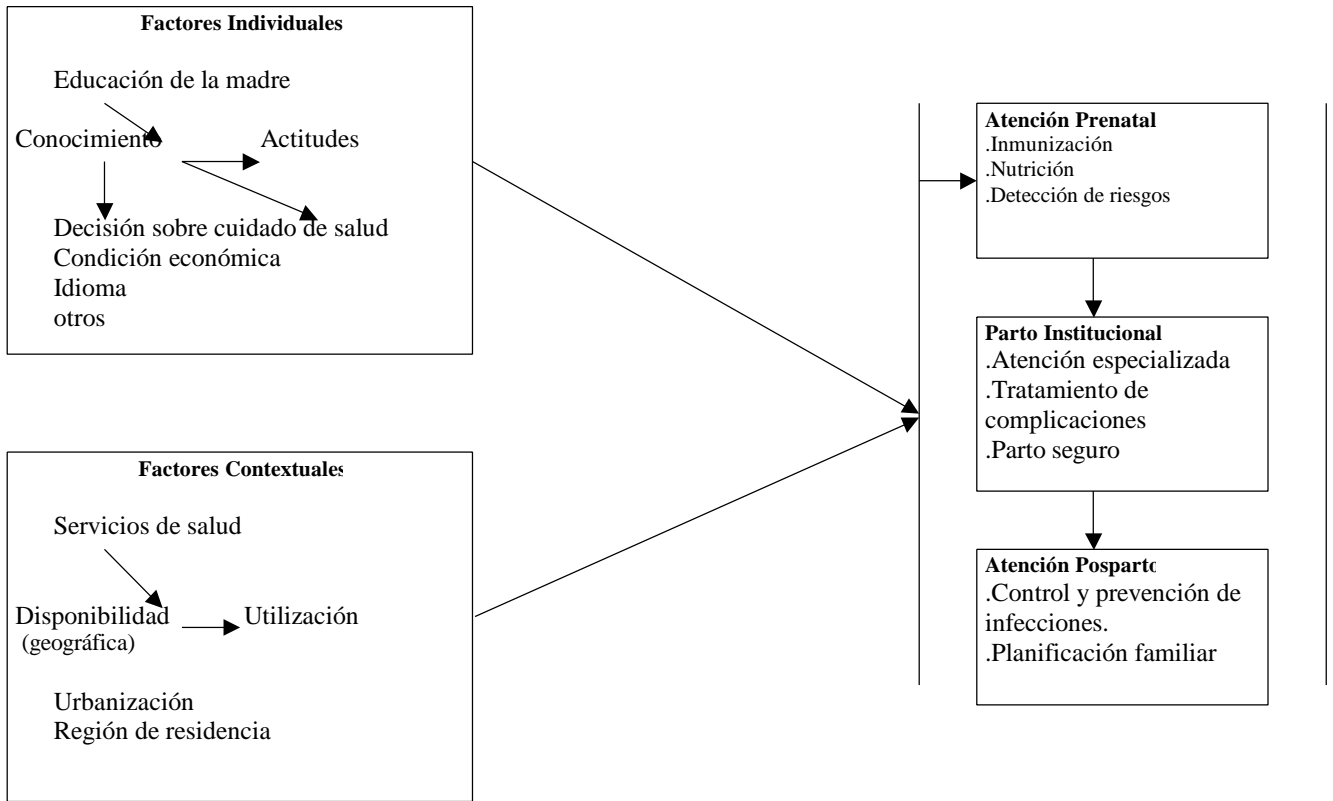 Factores Individuales
Educación de la madre
Conocimiento Actitudes
Decisión sobre cuidado de salud
Condición económica
Idioma
otros
Factores Contextuales
Servicios de salud
Disponibilidad Utilización
(geográfica)
Urbanización
Región de residencia
Atención Prenatal
.Inmunización
.Nutrición
.Detección de riesgos
Parto Institucional
.Atención especializada
.Tratamiento de
complicaciones
.Parto seguro
Atención Posparto
.Control y prevención de
infecciones.
.Planificación familiar